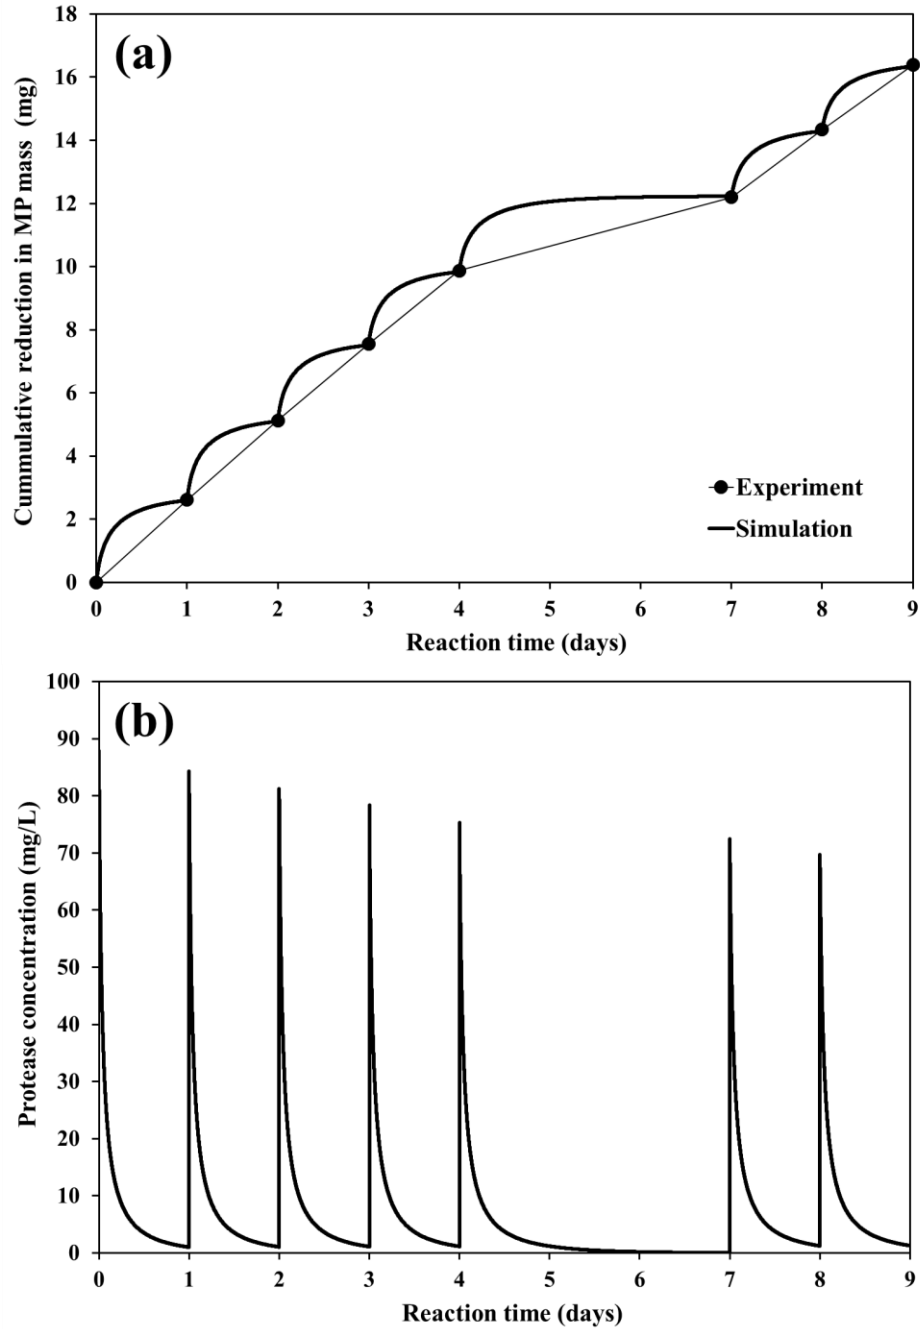 (a)
Cummulative reduction in MP mass (mg)
18
16
14
12
10
8
6
4
2
0
Experiment
Simulation
0 1 2 3 4 5 6 7 8 9
Reaction time (days)
(b)
Protease concentration (mg/L)
100
90
80
70
60
50
40
30
20
10
0
0 1 2 3 4 5 6 7 8 9
Reaction time (days)